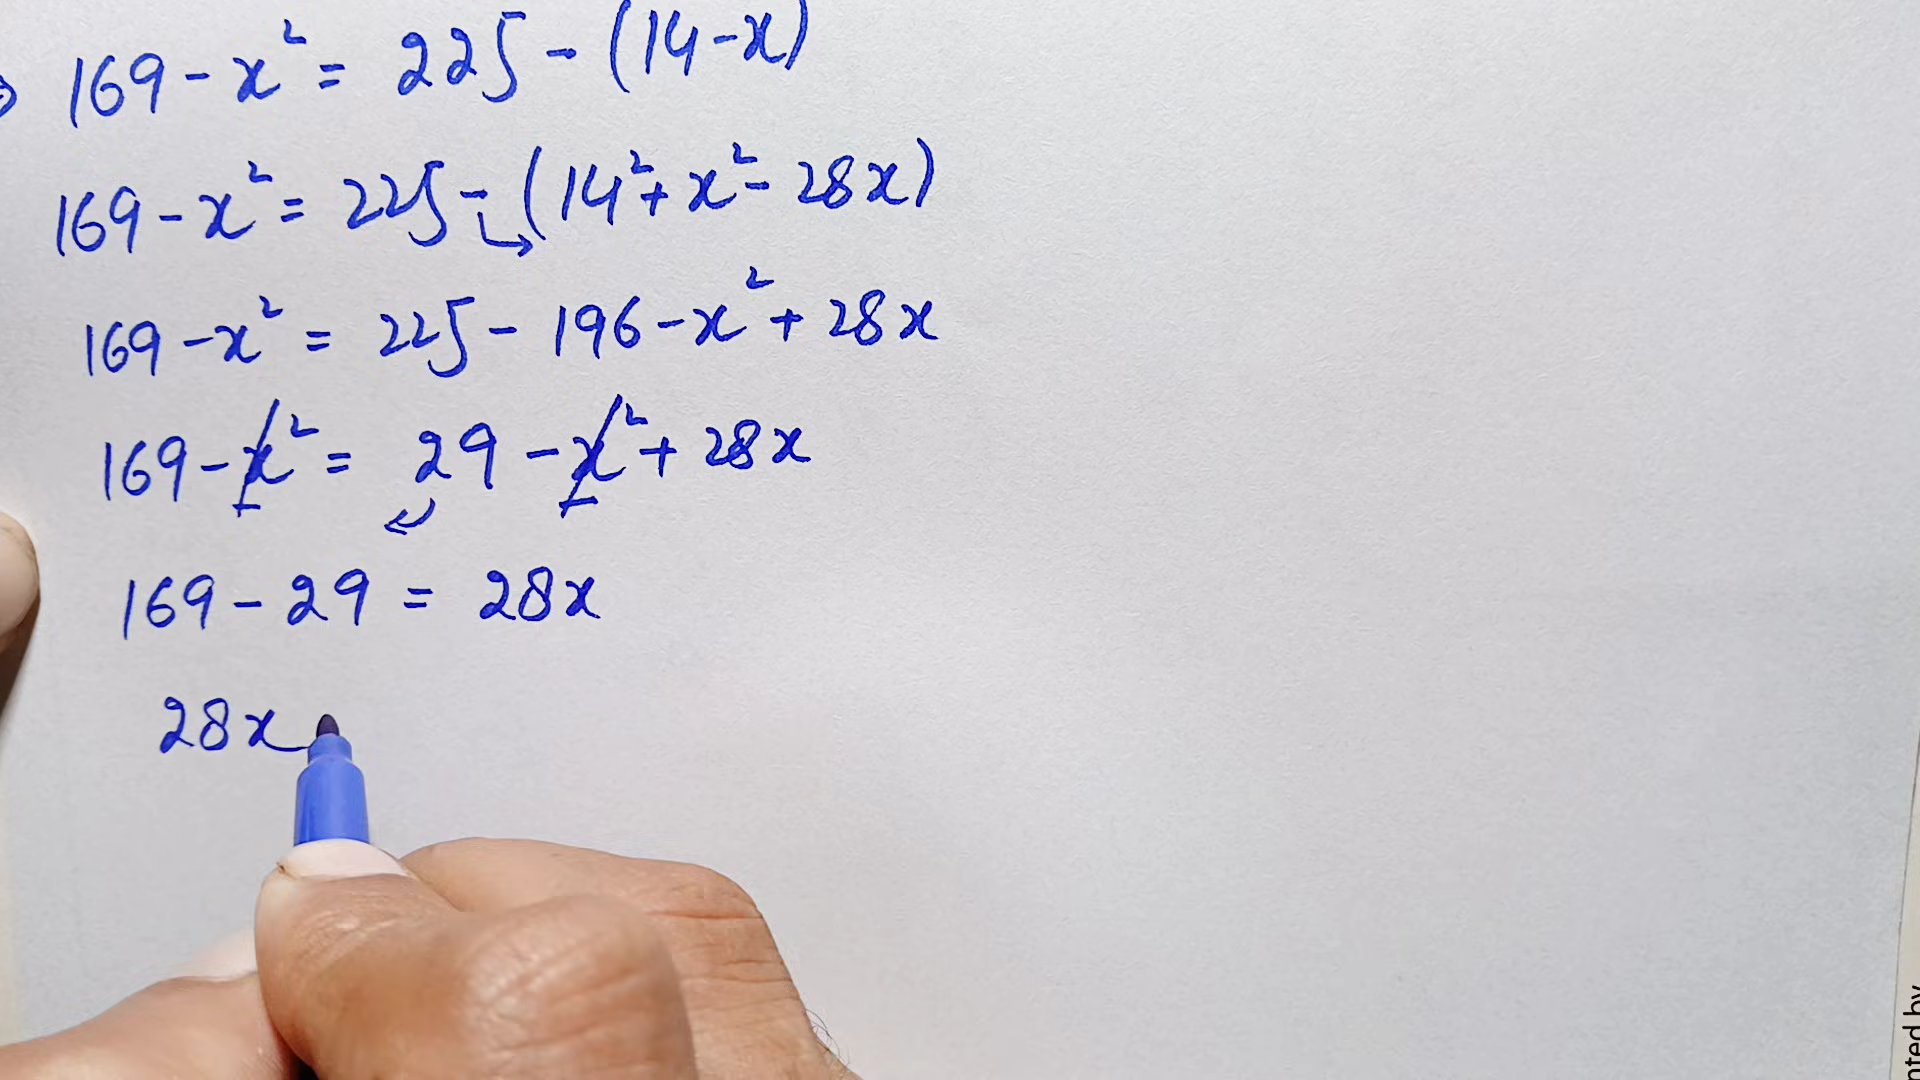 169 - x² = 225 - (14 - x)
169 - x² = 225 - (14² + x² - 28x)
169 - x² = 225 - 196 - x² + 28x
169 - x² = 29 - x² + 28x
169 - 29 = 28x
28x